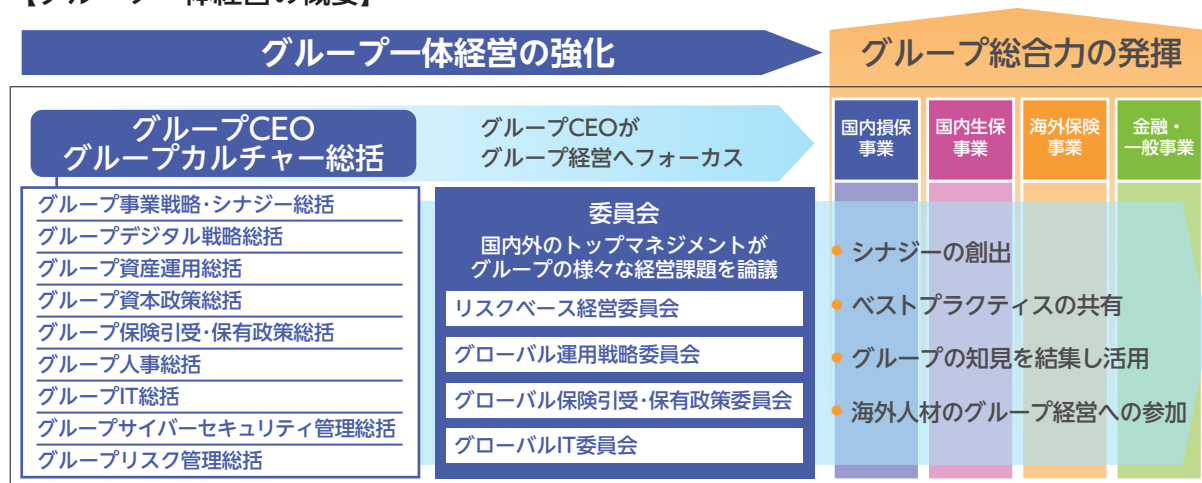 【グループ一体経営の概要】
グループ一体経営の強化
グループ総合力の発揮
グループCEO
グループカルチャー総括
グループCEOが
グループ経営へフォーカス
国内損保
事業
国内生保
事業
海外保険
事業
金融・
一般事業
グループ事業戦略・シナジー総括
グループデジタル戦略総括
グループ資産運用総括
グループ資本政策総括
グループ保険引受・保有政策総括
グループ人事総括
グループIT総括
グループサイバーセキュリティ管理総括
グループリスク管理総括
委員会
国内外のトップマネジメントが
グループの様々な経営課題を論議
リスクベース経営委員会
グローバル運用戦略委員会
グローバル保険引受・保有政策委員会
グローバルIT委員会
● シナジーの創出
● ベストプラクティスの共有
● グループの知見を結集し活用
● 海外人材のグループ経営への参加